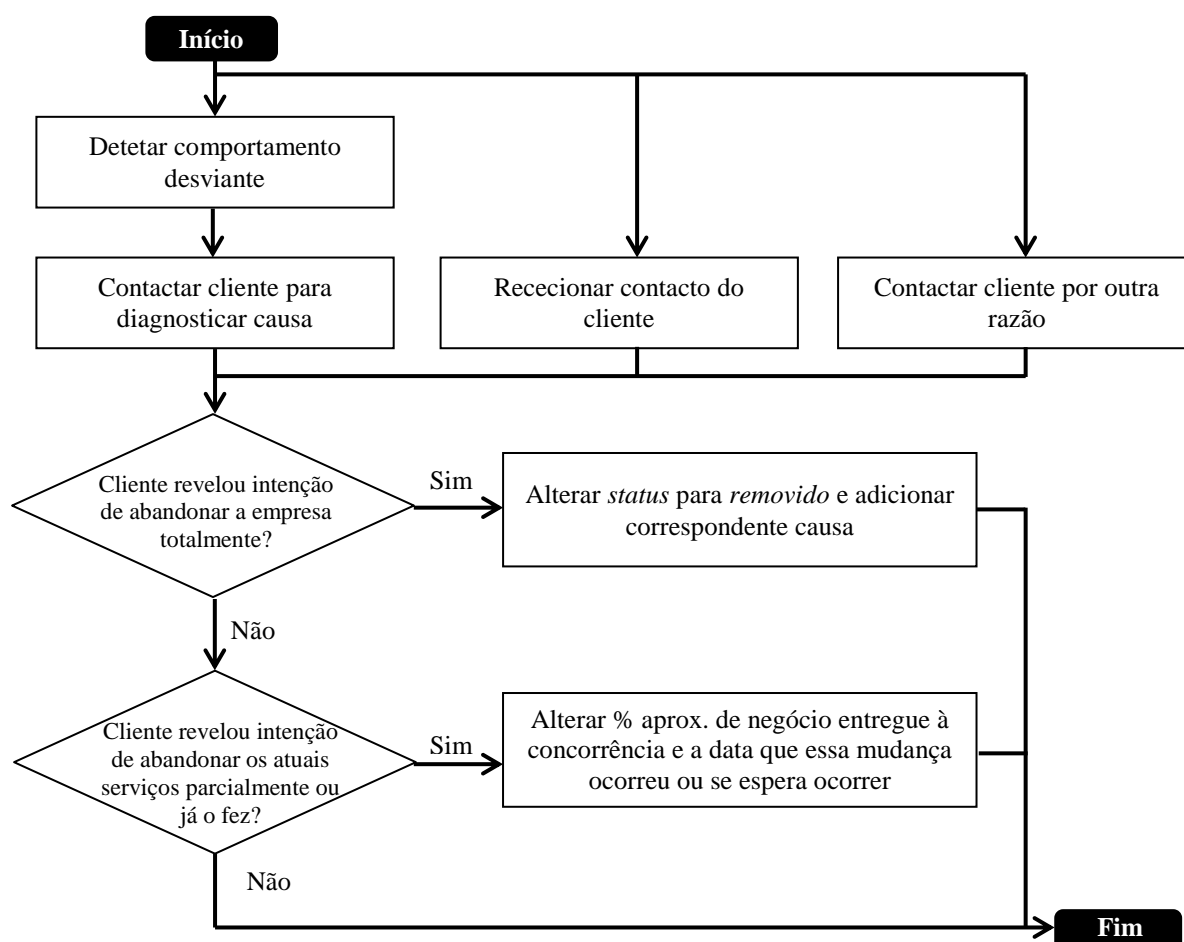 Início
Detetar comportamento
desviante
Contactar cliente para
diagnosticar causa
Rececionar contacto do
cliente
Contactar cliente por outra
razão
Cliente revelou intenção
de abandonar a empresa
totalmente?
Sim
Alterar status para removido e adicionar
correspondente causa
Não
Cliente revelou intenção
de abandonar os atuais
serviços parcialmente ou
já o fez?
Sim
Alterar % aprox. de negócio entregue à
concorrência e a data que essa mudança
ocorreu ou se espera ocorrer
Não
Fim